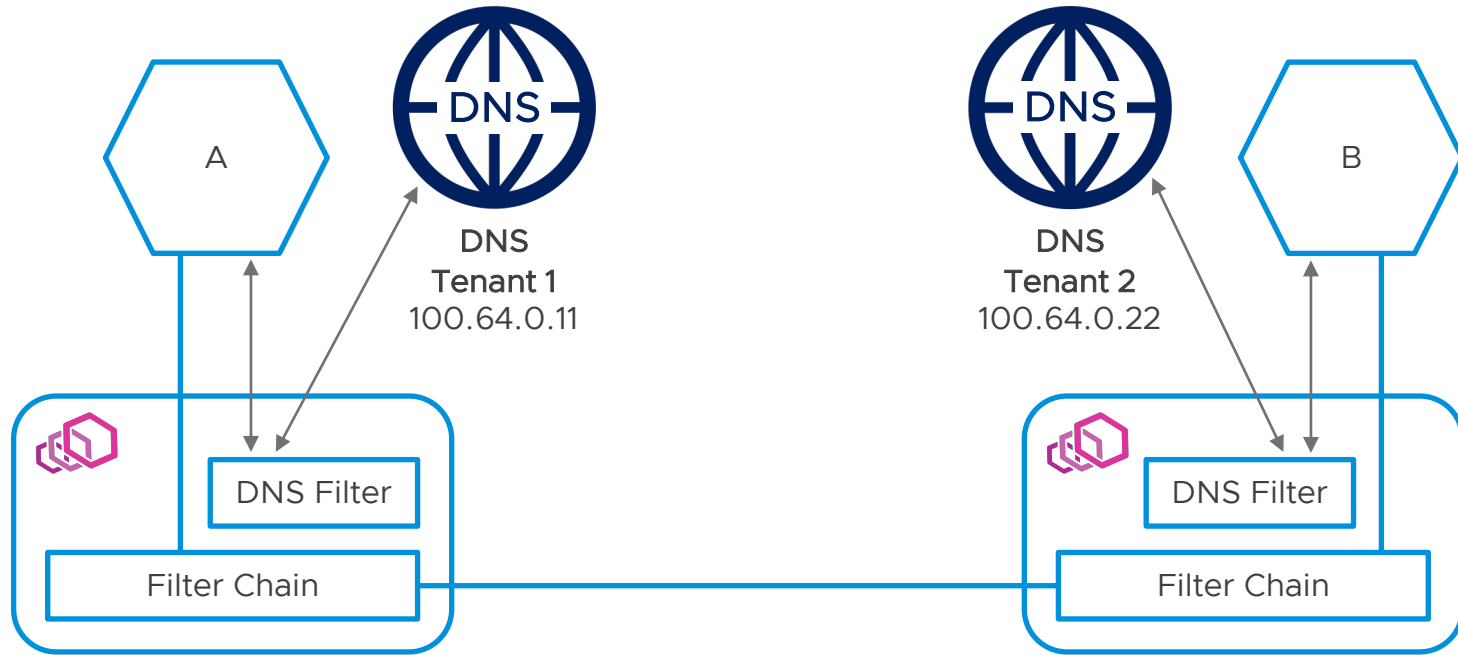 A
DNS
DNS
Tenant 1
100.64.0.11
DNS
DNS
Tenant 2
100.64.0.22
B
DNS Filter
Filter Chain
DNS Filter
Filter Chain